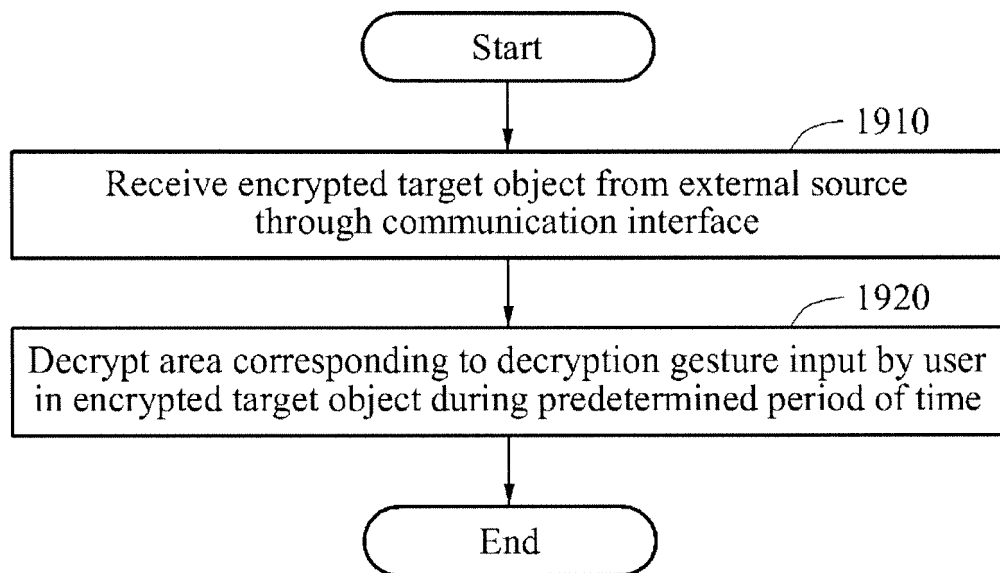 Start
1910
Receive encrypted target object from external source
through communication interface
1920
Decrypt area corresponding to decryption gesture input by user
in encrypted target object during predetermined period of time
End